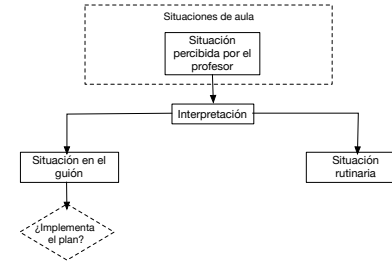 Situaciones de aula
Situación
percibida por el
profesor
Interpretación
Situación en el
guión
Situación
rutinaria
¿Implementa
el plan?